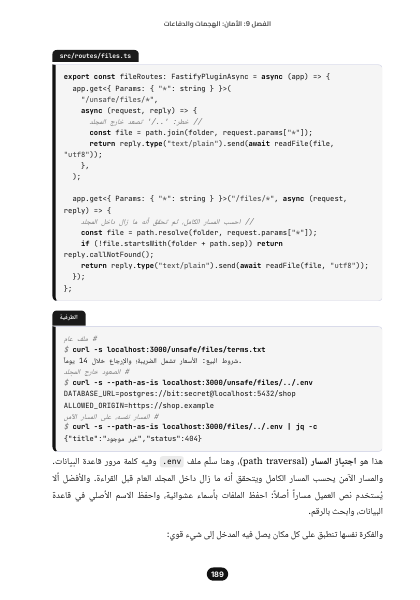 الفصل 9: الأمان: الهجمات والدفاعات
src/routes/files.ts
export const fileRoutes: FastifyPluginAsync = async (app) => {
app.get<{ Params: { "*": string } }>(
"/unsafe/files/*",
async (request, reply) => {
// خطر: '../' تصعد خارج المجلد
const file = path.join(folder, request.params["*"]);
return reply.type("text/plain").send(await readFile(file,
"utf8"));
},
);
app.get<{ Params: { "*": string } }>("/files/*", async (request,
reply) => {
// احسب المسار الكامل، ثم تحقق أنه ما زال داخل المجلد
const file = path.resolve(folder, request.params["*"]);
if (!file.startsWith(folder + path.sep)) return
reply.callNotFound();
return reply.type("text/plain").send(await readFile(file, "utf8"));
});
};
الطرفية
# ملف عام
$ curl -s localhost:3000/unsafe/files/terms.txt
شروط البيع: الأسعار تشمل الضريبة، والإرجاع خلال 14 يوماً.
# الصعود خارج المجلد
$ curl -s --path-as-is localhost:3000/unsafe/files/../.env
DATABASE_URL=postgres://bit:secret@localhost:5432/shop
ALLOWED_ORIGIN=https://shop.example
# المسار نفسه، على المسار الآمن
$ curl -s --path-as-is localhost:3000/files/../.env | jq -c
{"title":"غير موجود","status":404}
هذا هو اجتياز المسار (path traversal)، وهنا سلّم ملف .env وفيه كلمة مرور قاعدة البيانات.
والمسار الآمن يحسب المسار الكامل ويتحقق أنه ما زال داخل المجلد العام قبل القراءة. والأفضل ألا
يُستخدم نص العميل مساراً أصلاً: احفظ الملفات بأسماء عشوائية، واحفظ الاسم الأصلي في قاعدة
البيانات، وابحث بالرقم.
والفكرة نفسها تنطبق على كل مكان يصل فيه المدخل إلى شيء قوي:
189